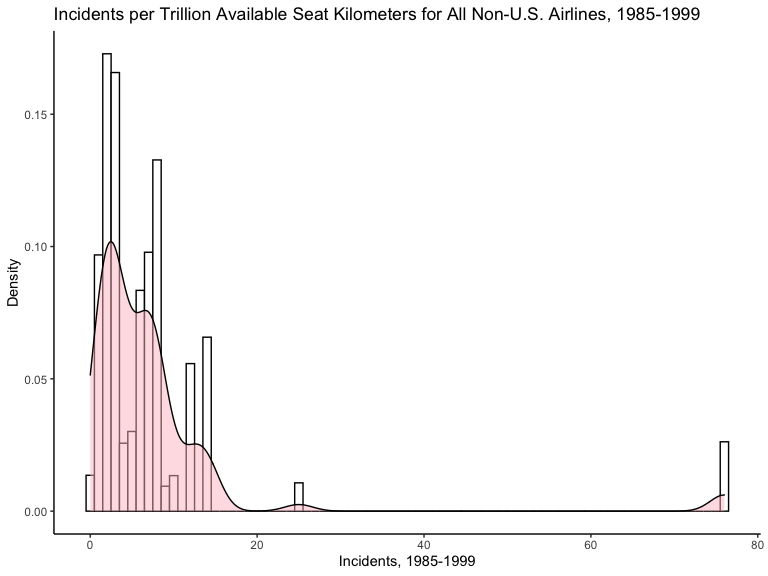 Incidents per Trillion Available Seat Kilometers for All Non-U.S. Airlines, 1985-1999
0.15
0.10
Density
0.05
0.00
0 20 40 60 80
Incidents, 1985-1999